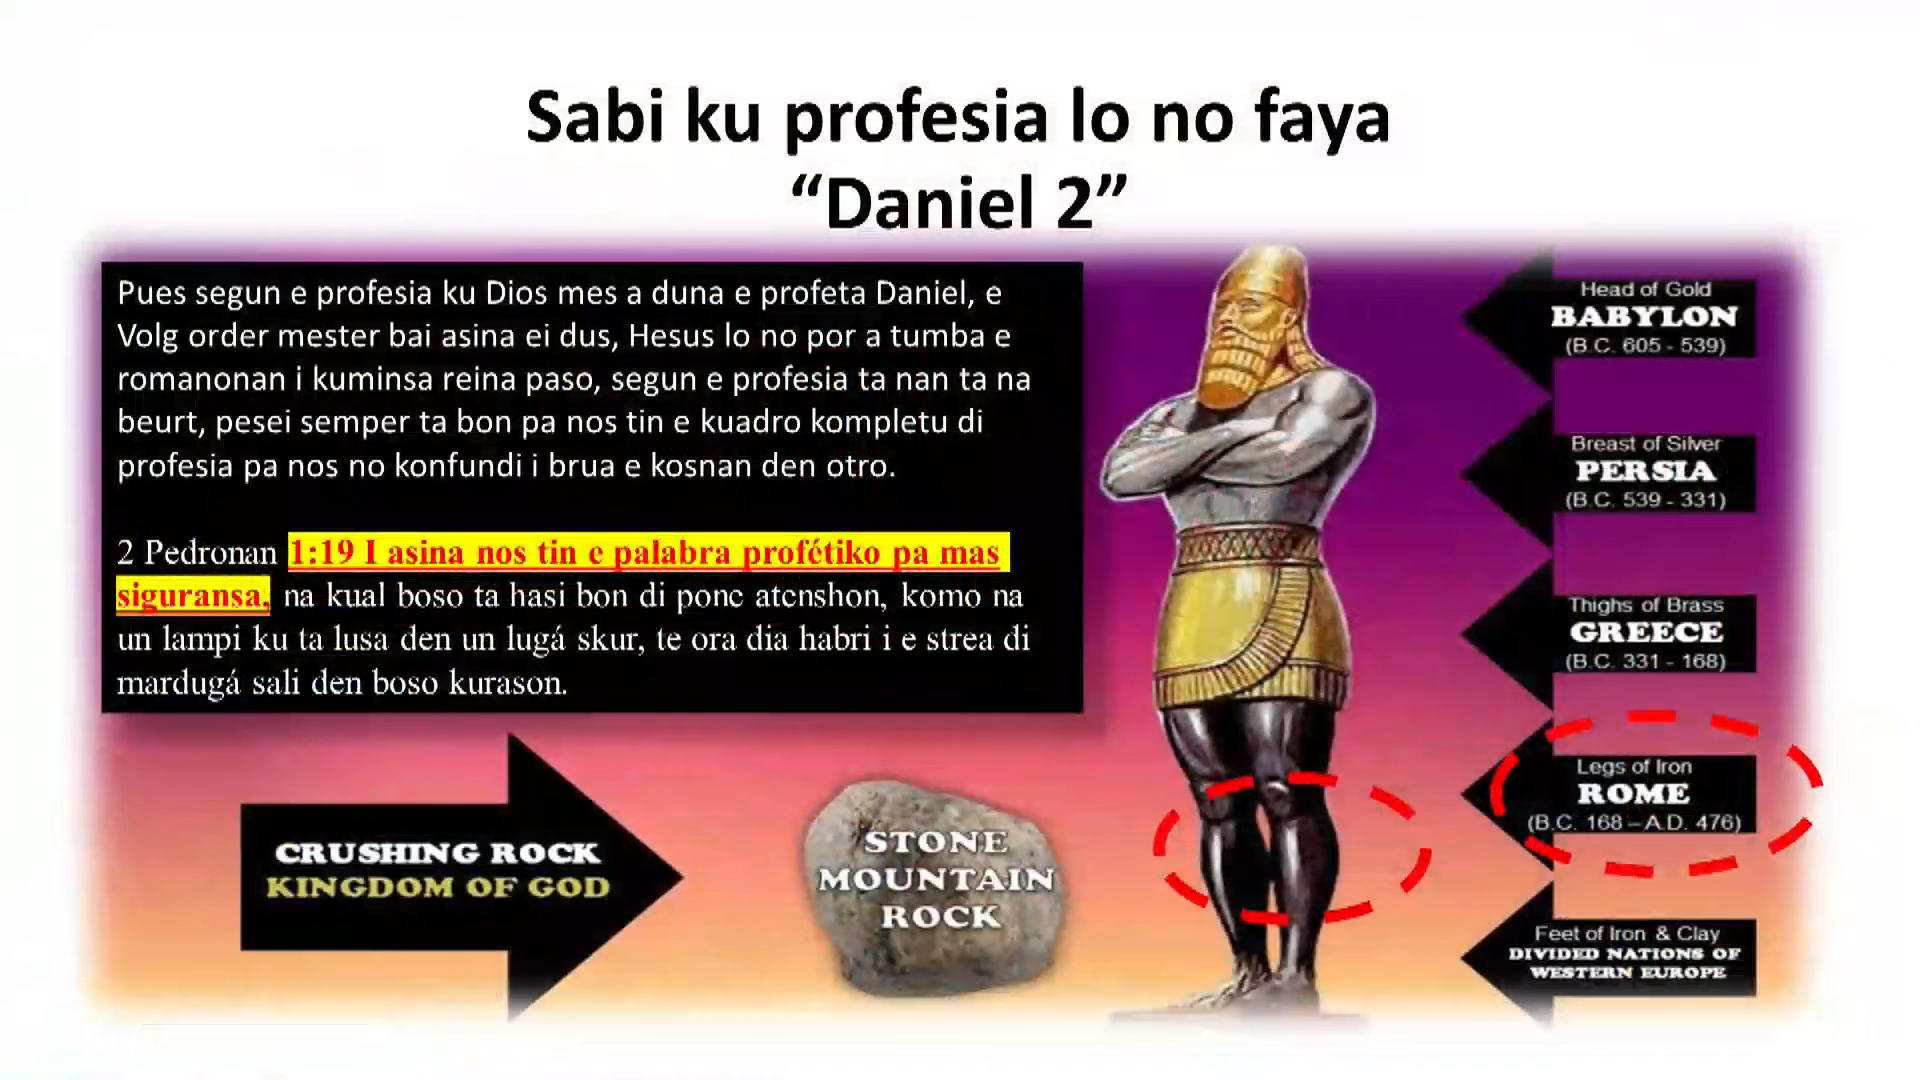 Sabi ku profesia lo no faya
“Daniel 2”
Pues segun e profesia ku Dios mes a duna e profeta Daniel, e
Volg order mester bai asina ei dus, Hesus lo no por a tumba e
romanonan i kuminsa reina paso, segun e profesia ta nan ta na
beurt, pesei semper ta bon pa nos tin e kuadro kompletu di
profesia pa nos no konfundi i brua e kosnan den otro.
2 Pedronan 1:19 I asina nos tin e palabra profétiko pa mas
siguransa, na kual boso ta hasi bon di pone atenshon, komo na
un lampi ku ta lusa den un lugá skur, te ora dia habri i e strea di
mardugá sali den boso kurason.
CRUSHING ROCK
KINGDOM OF GOD
STONE
MOUNTAIN
ROCK
Head of Gold
BABYLON
(B.C. 605 - 539)
Breast of Silver
PERSIA
(B.C. 539 - 331)
Thighs of Brass
GREECE
(B.C. 331 - 168)
Legs of Iron
ROME
(B.C. 168 – A.D. 476)
Feet of Iron & Clay
DIVIDED NATIONS OF
WESTERN EUROPE